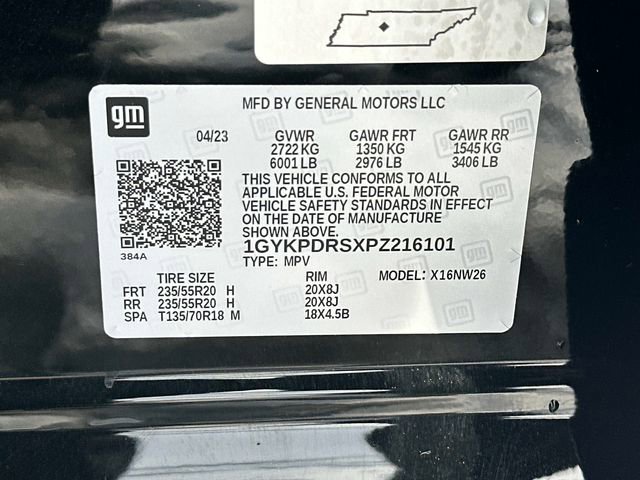 gm
MFD BY GENERAL MOTORS LLC
04/23 GVWR GAWR FRT GAWR RR
2722 KG 1350 KG 1545 KG
6001 LB 2976 LB 3406 LB
THIS VEHICLE CONFORMS TO ALL
APPLICABLE U.S. FEDERAL MOTOR
VEHICLE SAFETY STANDARDS IN EFFECT
ON THE DATE OF MANUFACTURE
SHOWN ABOVE.
384A
1GYKPDRSXPZ216101
TYPE: MPV
TIRE SIZE RIM MODEL: X16NW26
FRT 235/55R20 H 20X8J
RR 235/55R20 H 20X8J
SPA T135/70R18 M 18X4.5B